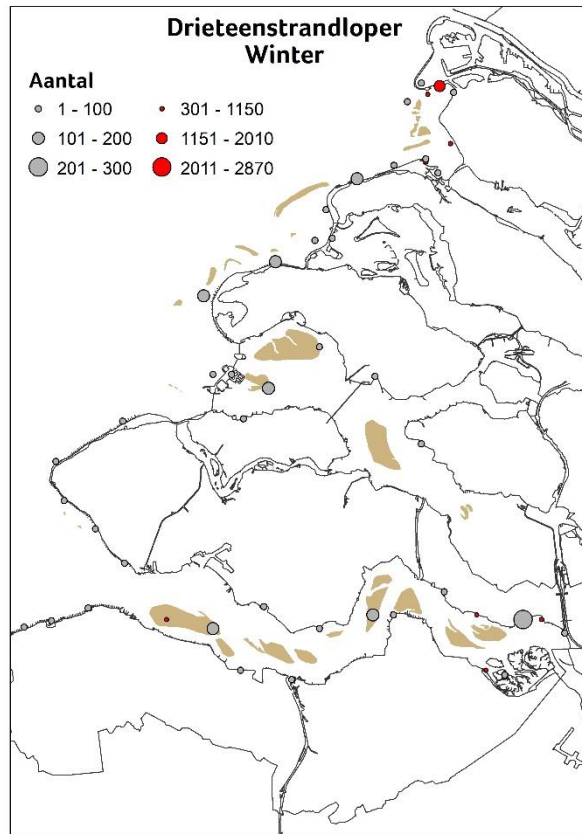 Drieteenstrandloper
Winter
Aantal
1 - 100
301 - 1150
101 - 200
1151 - 2010
201 - 300
2011 - 2870